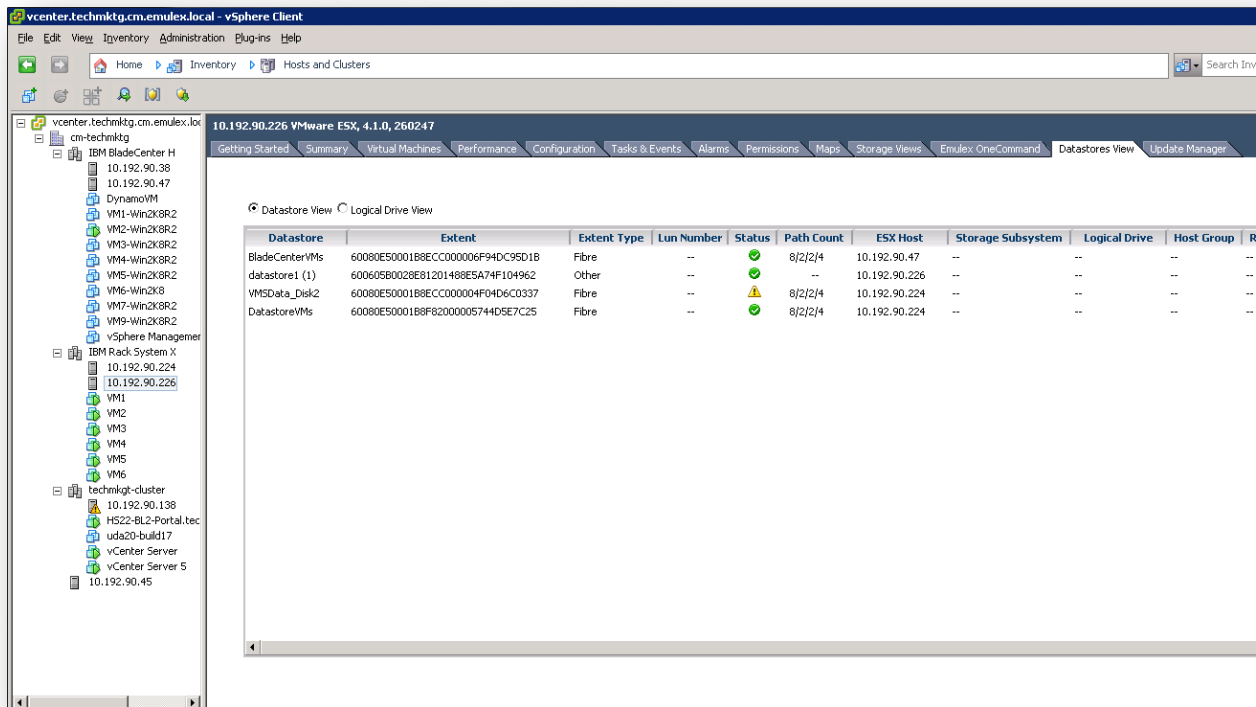 vcenter.techmktg.cm.emulex.local - vSphere Client
File Edit View Inventory Administration Plug-ins Help
Home Inventory Hosts and Clusters Search Inv
vcenter.techmktg.cm.emulex.loc
cm-techmktg
IBM BladeCenter H
10.192.90.38
10.192.90.47
DynamoVM
VM1-Win2K8R2
VM2-Win2K8R2
VM3-Win2K8R2
VM4-Win2K8R2
VM5-Win2K8R2
VM6-Win2K8
VM7-Win2K8R2
VM9-Win2K8R2
vSphere Managemer
IBM Rack System X
10.192.90.224
10.192.90.226
VM1
VM2
VM3
VM4
VM5
VM6
techmkgt-cluster
10.192.90.138
HS22-BL2-Portal.tec
uda20-build17
vCenter Server
vCenter Server 5
10.192.90.45
10.192.90.226 VMware ESX, 4.1.0, 260247
Getting Started Summary Virtual Machines Performance Configuration Tasks & Events Alarms Permissions Maps Storage Views Emulex OneCommand Datastores View Update Manager
Datastore View Logical Drive View
Datastore Extent Extent Type Lun Number Status Path Count ESX Host Storage Subsystem Logical Drive Host Group R
BladeCenterVMs 60080E50001B8ECC000006F94DC95D1B Fibre -- 8/2/2/4 10.192.90.47 -- -- -- --
datastore1 (1) 600605B0028E81201488E5A74F104962 Other -- -- 10.192.90.226 -- -- -- --
VMSData_Disk2 60080E50001B8ECC000004F04D6C0337 Fibre -- 8/2/2/4 10.192.90.224 -- -- -- --
DatastoreVMs 60080E50001B8F82000005744D5E7C25 Fibre -- 8/2/2/4 10.192.90.224 -- -- -- --